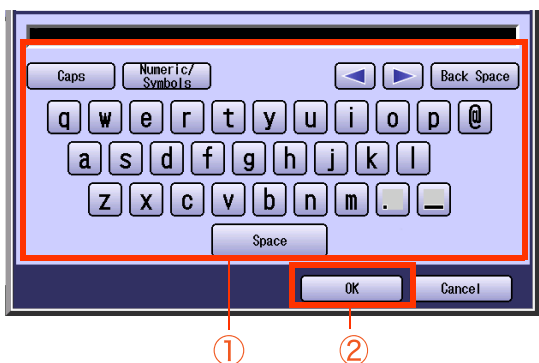 Caps Numeric/ Symbols Back Space
q w e r t y u i o p @
a s d f g h j k l
z x c v b n m . _
Space
OK Cancel
① ②